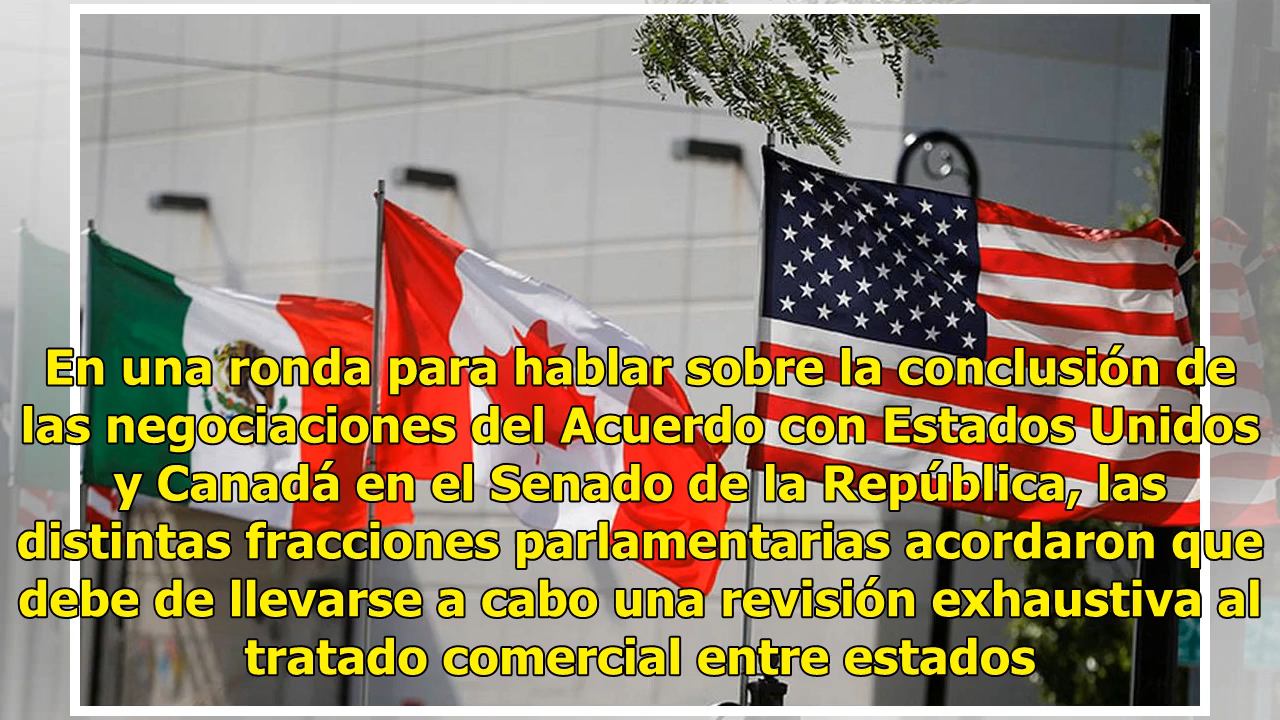 En una ronda para hablar sobre la conclusión de
las negociaciones del Acuerdo con Estados Unidos
y Canadá en el Senado de la República, las
distintas fracciones parlamentarias acordaron que
debe de llevarse a cabo una revisión exhaustiva al
tratado comercial entre estados